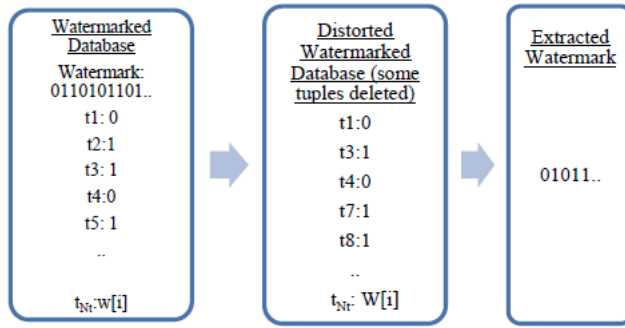 Watermarked
Database
Watermark:
0110101101..
t1: 0
t2:1
t3: 1
t4:0
t5: 1
..
tNt:w[i]
Distorted
Watermarked
Database (some
tuples deleted)
t1:0
t3:1
t4:0
t7:1
t8:1
..
tNt: W[i]
Extracted
Watermark
01011..